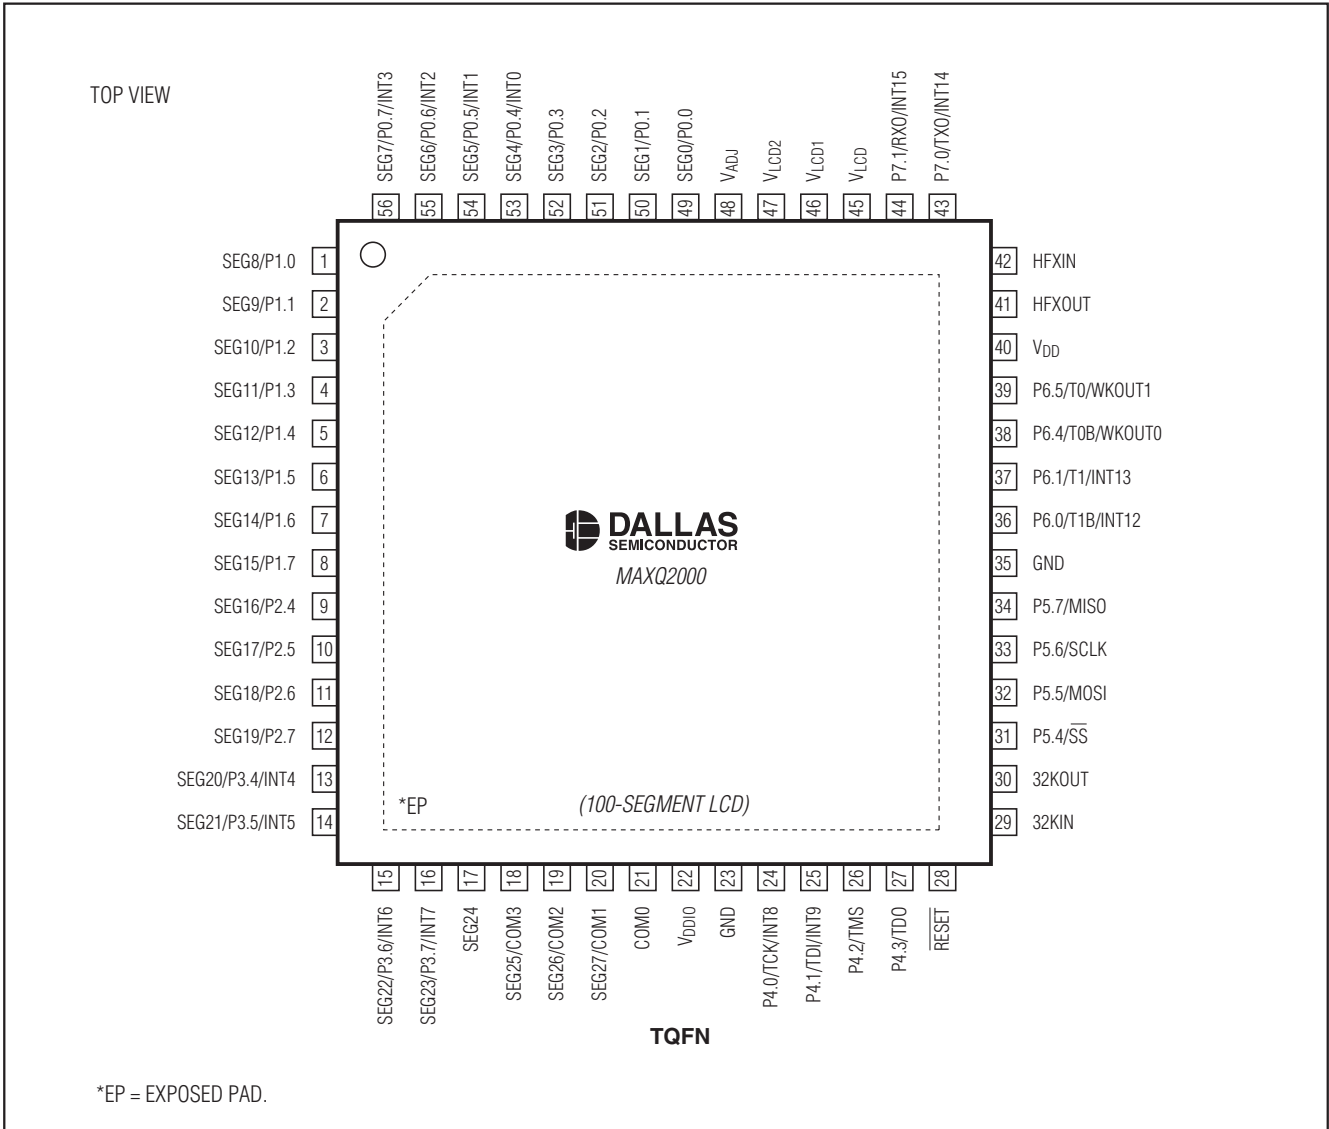 TOP VIEW
SEG7/P0.7/INT3
SEG6/P0.6/INT2
SEG5/P0.5/INT1
SEG4/P0.4/INT0
SEG3/P0.3
SEG2/P0.2
SEG1/P0.1
SEG0/P0.0
VADJ
VLCD2
VLCD1
VLCD
P7.1/RX0/INT15
P7.0/TX0/INT14
56 55 54 53 52 51 50 49 48 47 46 45 44 43
SEG8/P1.0 1
SEG9/P1.1 2
SEG10/P1.2 3
SEG11/P1.3 4
SEG12/P1.4 5
SEG13/P1.5 6
SEG14/P1.6 7
SEG15/P1.7 8
SEG16/P2.4 9
SEG17/P2.5 10
SEG18/P2.6 11
SEG19/P2.7 12
SEG20/P3.4/INT4 13
SEG21/P3.5/INT5 14
DALLAS
SEMICONDUCTOR
MAXQ2000
*EP
(100-SEGMENT LCD)
42 HFXIN
41 HFXOUT
40 VDD
39 P6.5/T0/WKOUT1
38 P6.4/T0B/WKOUT0
37 P6.1/T1/INT13
36 P6.0/T1B/INT12
35 GND
34 P5.7/MISO
33 P5.6/SCLK
32 P5.5/MOSI
31 P5.4/S̅S̅
30 32KOUT
29 32KIN
15 16 17 18 19 20 21 22 23 24 25 26 27 28
SEG22/P3.6/INT6
SEG23/P3.7/INT7
SEG24
SEG25/COM3
SEG26/COM2
SEG27/COM1
COM0
VDDIO
GND
P4.0/TCK/INT8
P4.1/TDI/INT9
P4.2/TMS
P4.3/TDO
R̅E̅S̅E̅T̅
TQFN
*EP = EXPOSED PAD.